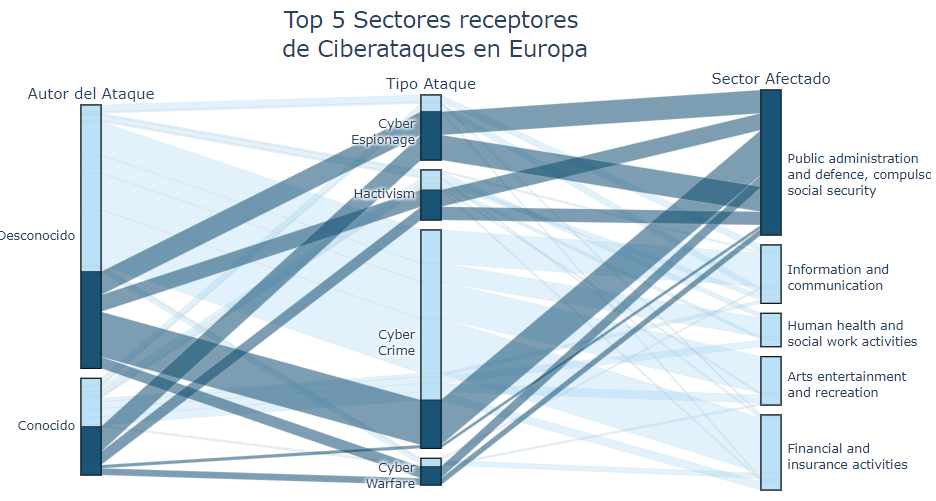 Top 5 Sectores receptores
de Ciberataques en Europa
Autor del Ataque
Tipo Ataque
Sector Afectado
Desconocido
Conocido
Cyber
Espionage
Hactivism
Cyber
Crime
Cyber
Warfare
Public administration
and defence, compulso
social security
Information and
communication
Human health and
social work activities
Arts entertainment
and recreation
Financial and
insurance activities